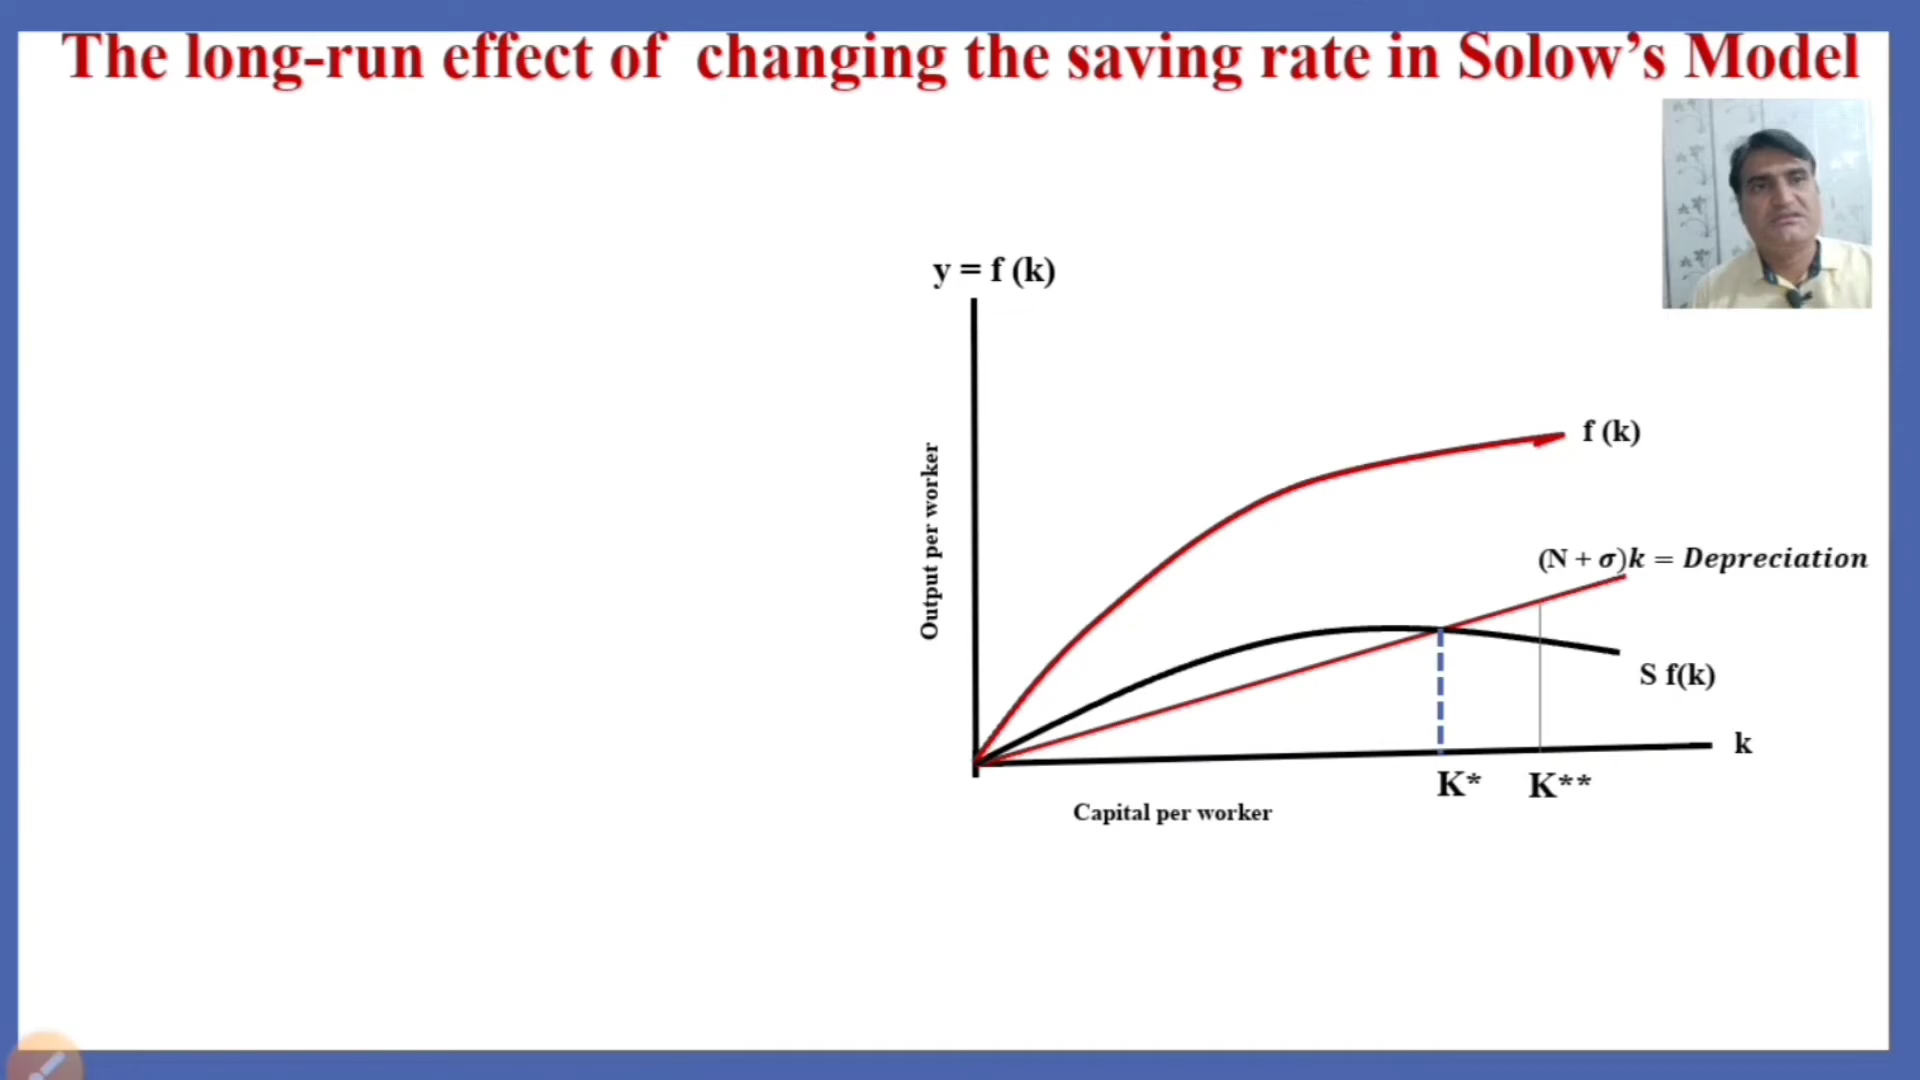 The long-run effect of changing the saving rate in Solow’s Model
y = f (k)
Output per worker
f (k)
(N + σ)k = Depreciation
S f(k)
k
K* K**
Capital per worker